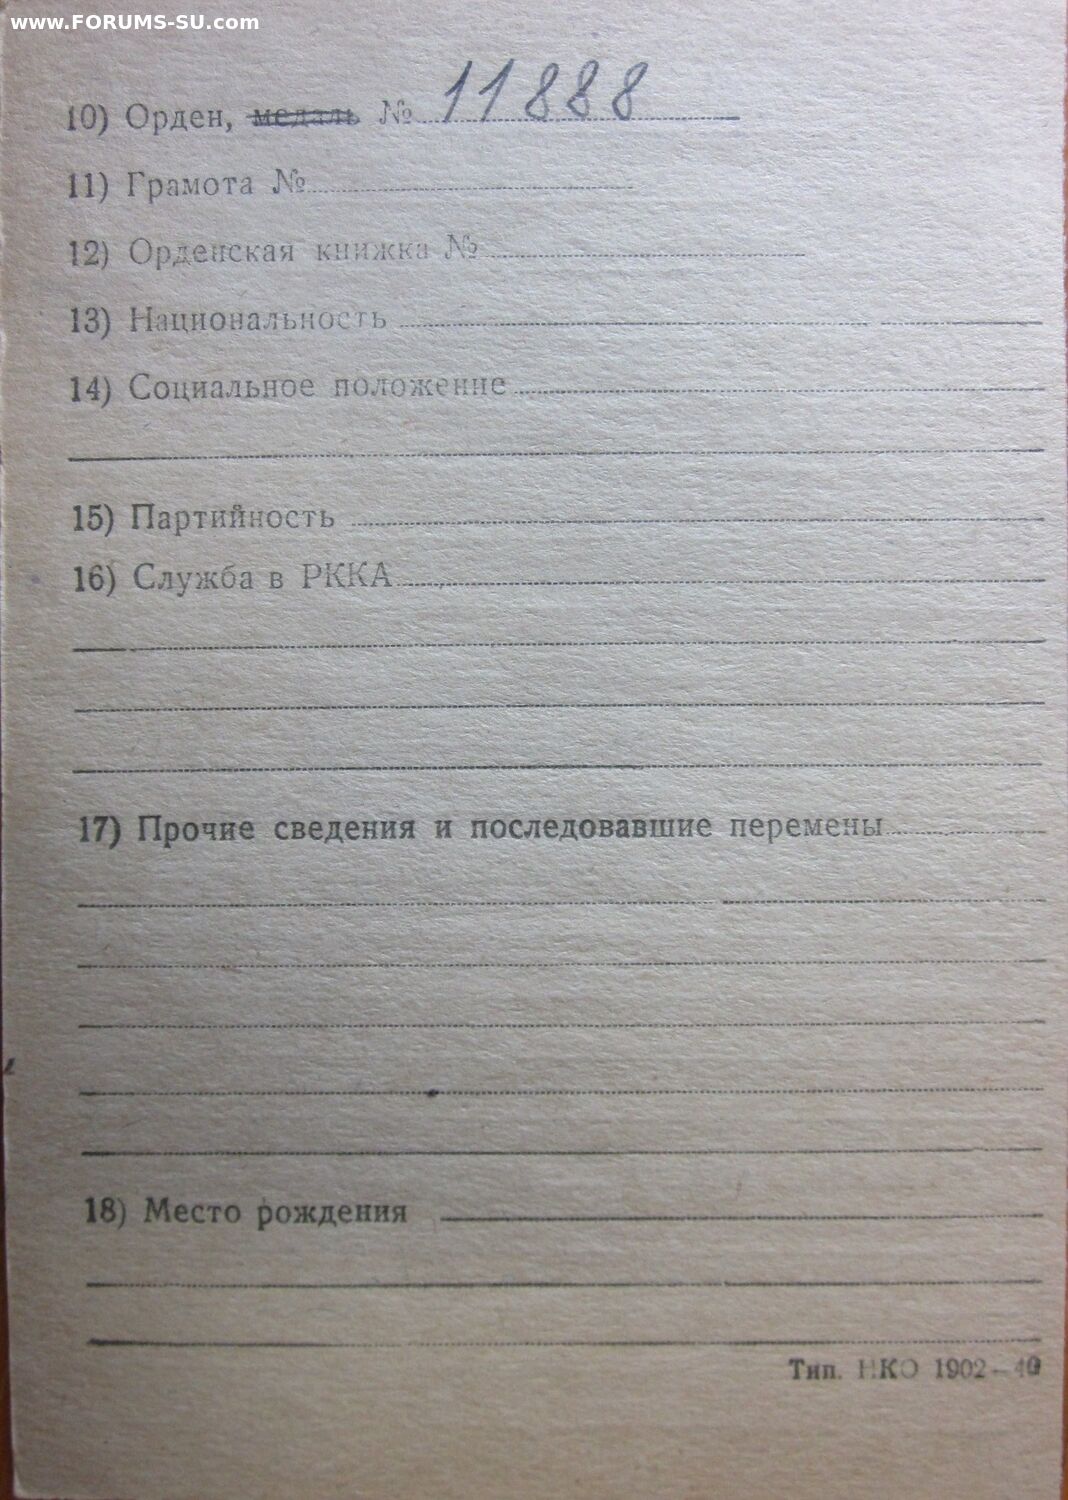 www.FORUMS-SU.com
10) Орден, медаль № 11888
11) Грамота №
12) Орденская книжка №
13) Национальность
14) Социальное положение
15) Партийность
16) Служба в РККА
17) Прочие сведения и последовавшие перемены
18) Место рождения
Тип. НКО 1902–40